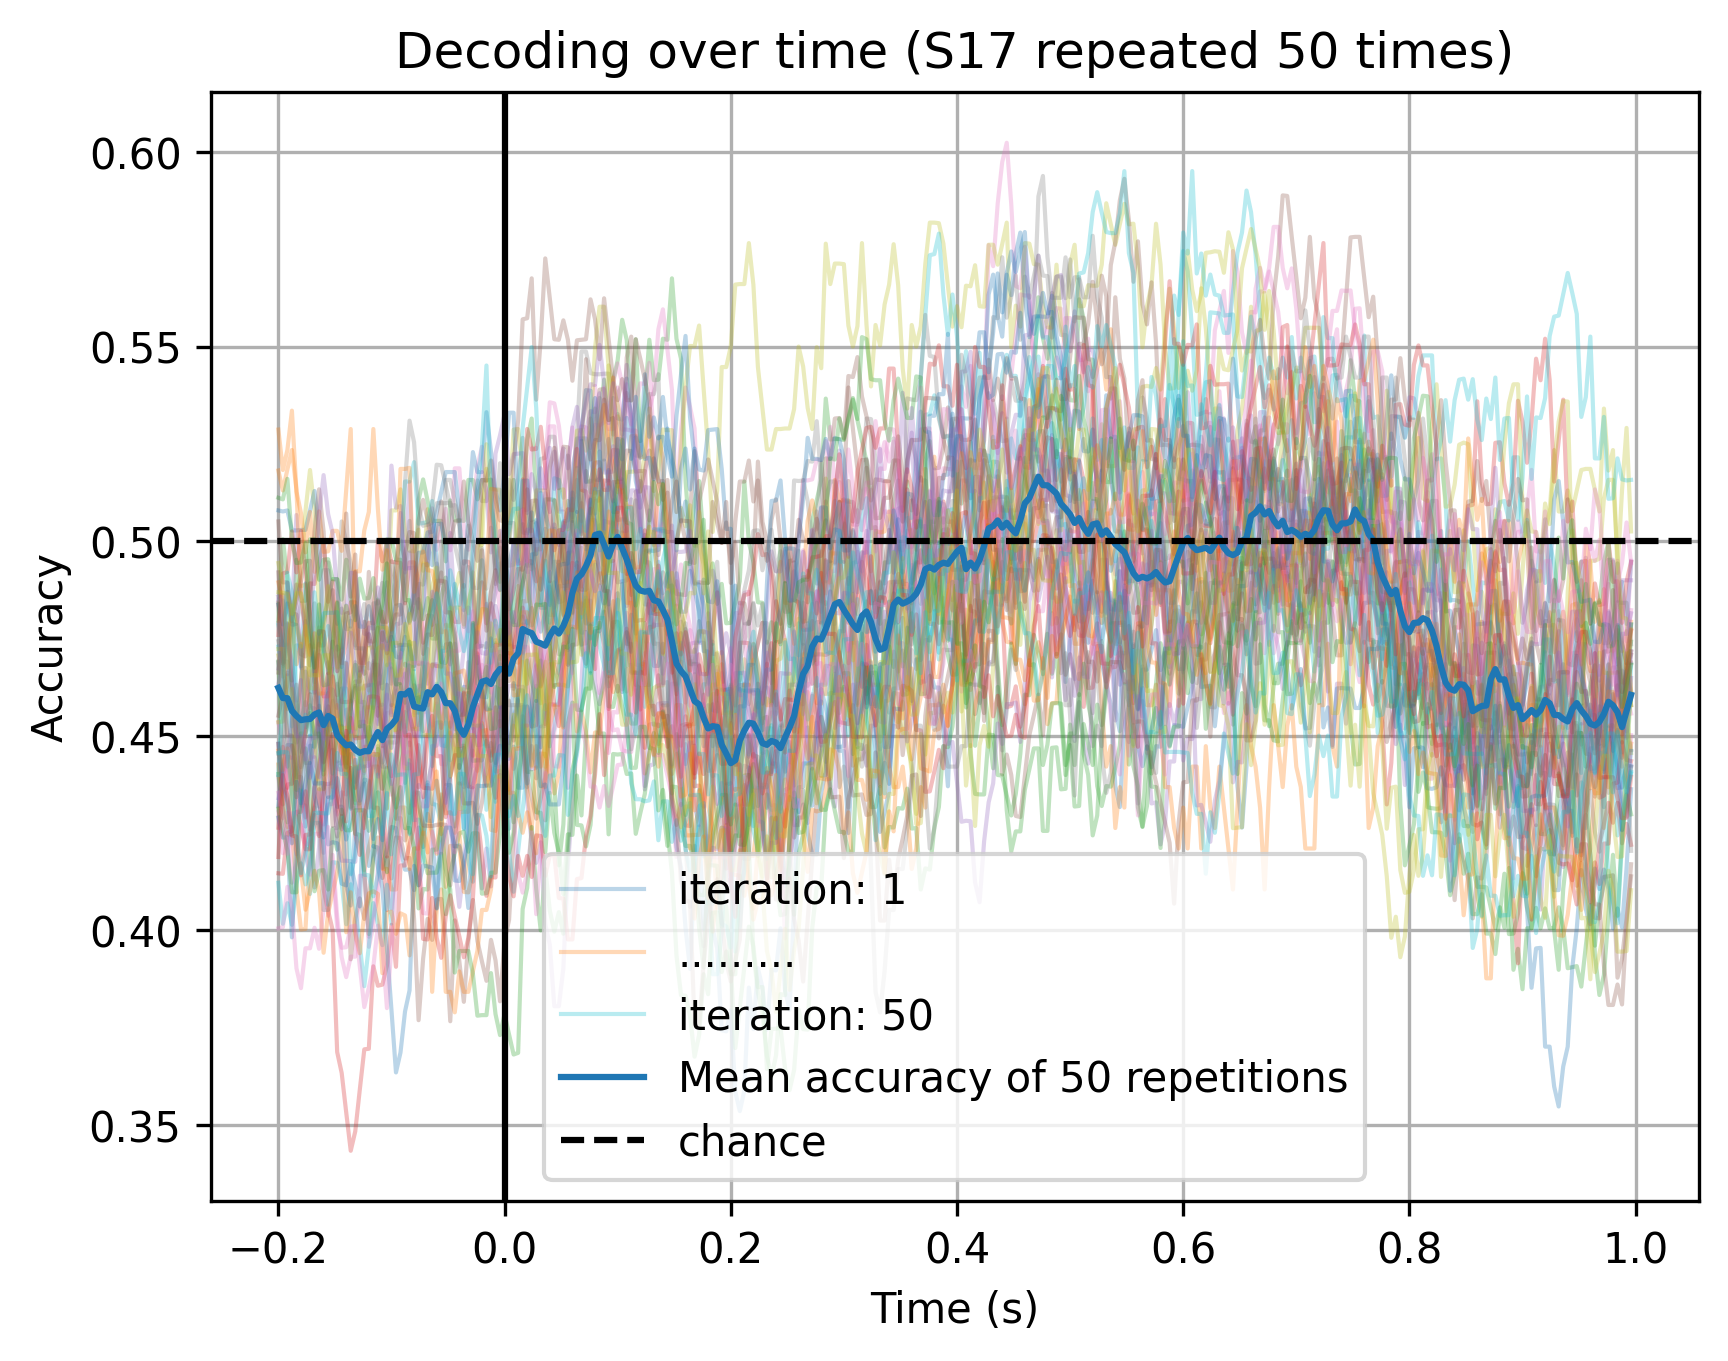 Decoding over time (S17 repeated 50 times)
Accuracy
0.60
0.55
0.50
0.45
0.40
0.35
iteration: 1
.........
iteration: 50
Mean accuracy of 50 repetitions
chance
−0.2
0.0
0.2
0.4
0.6
0.8
1.0
Time (s)